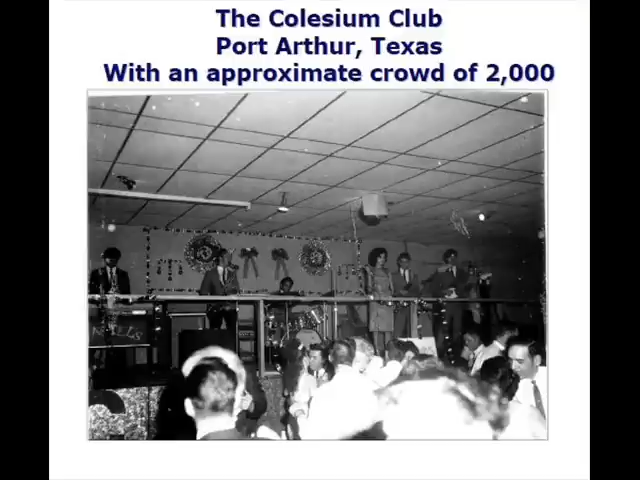 The Colesium Club
Port Arthur, Texas
With an approximate crowd of 2,000